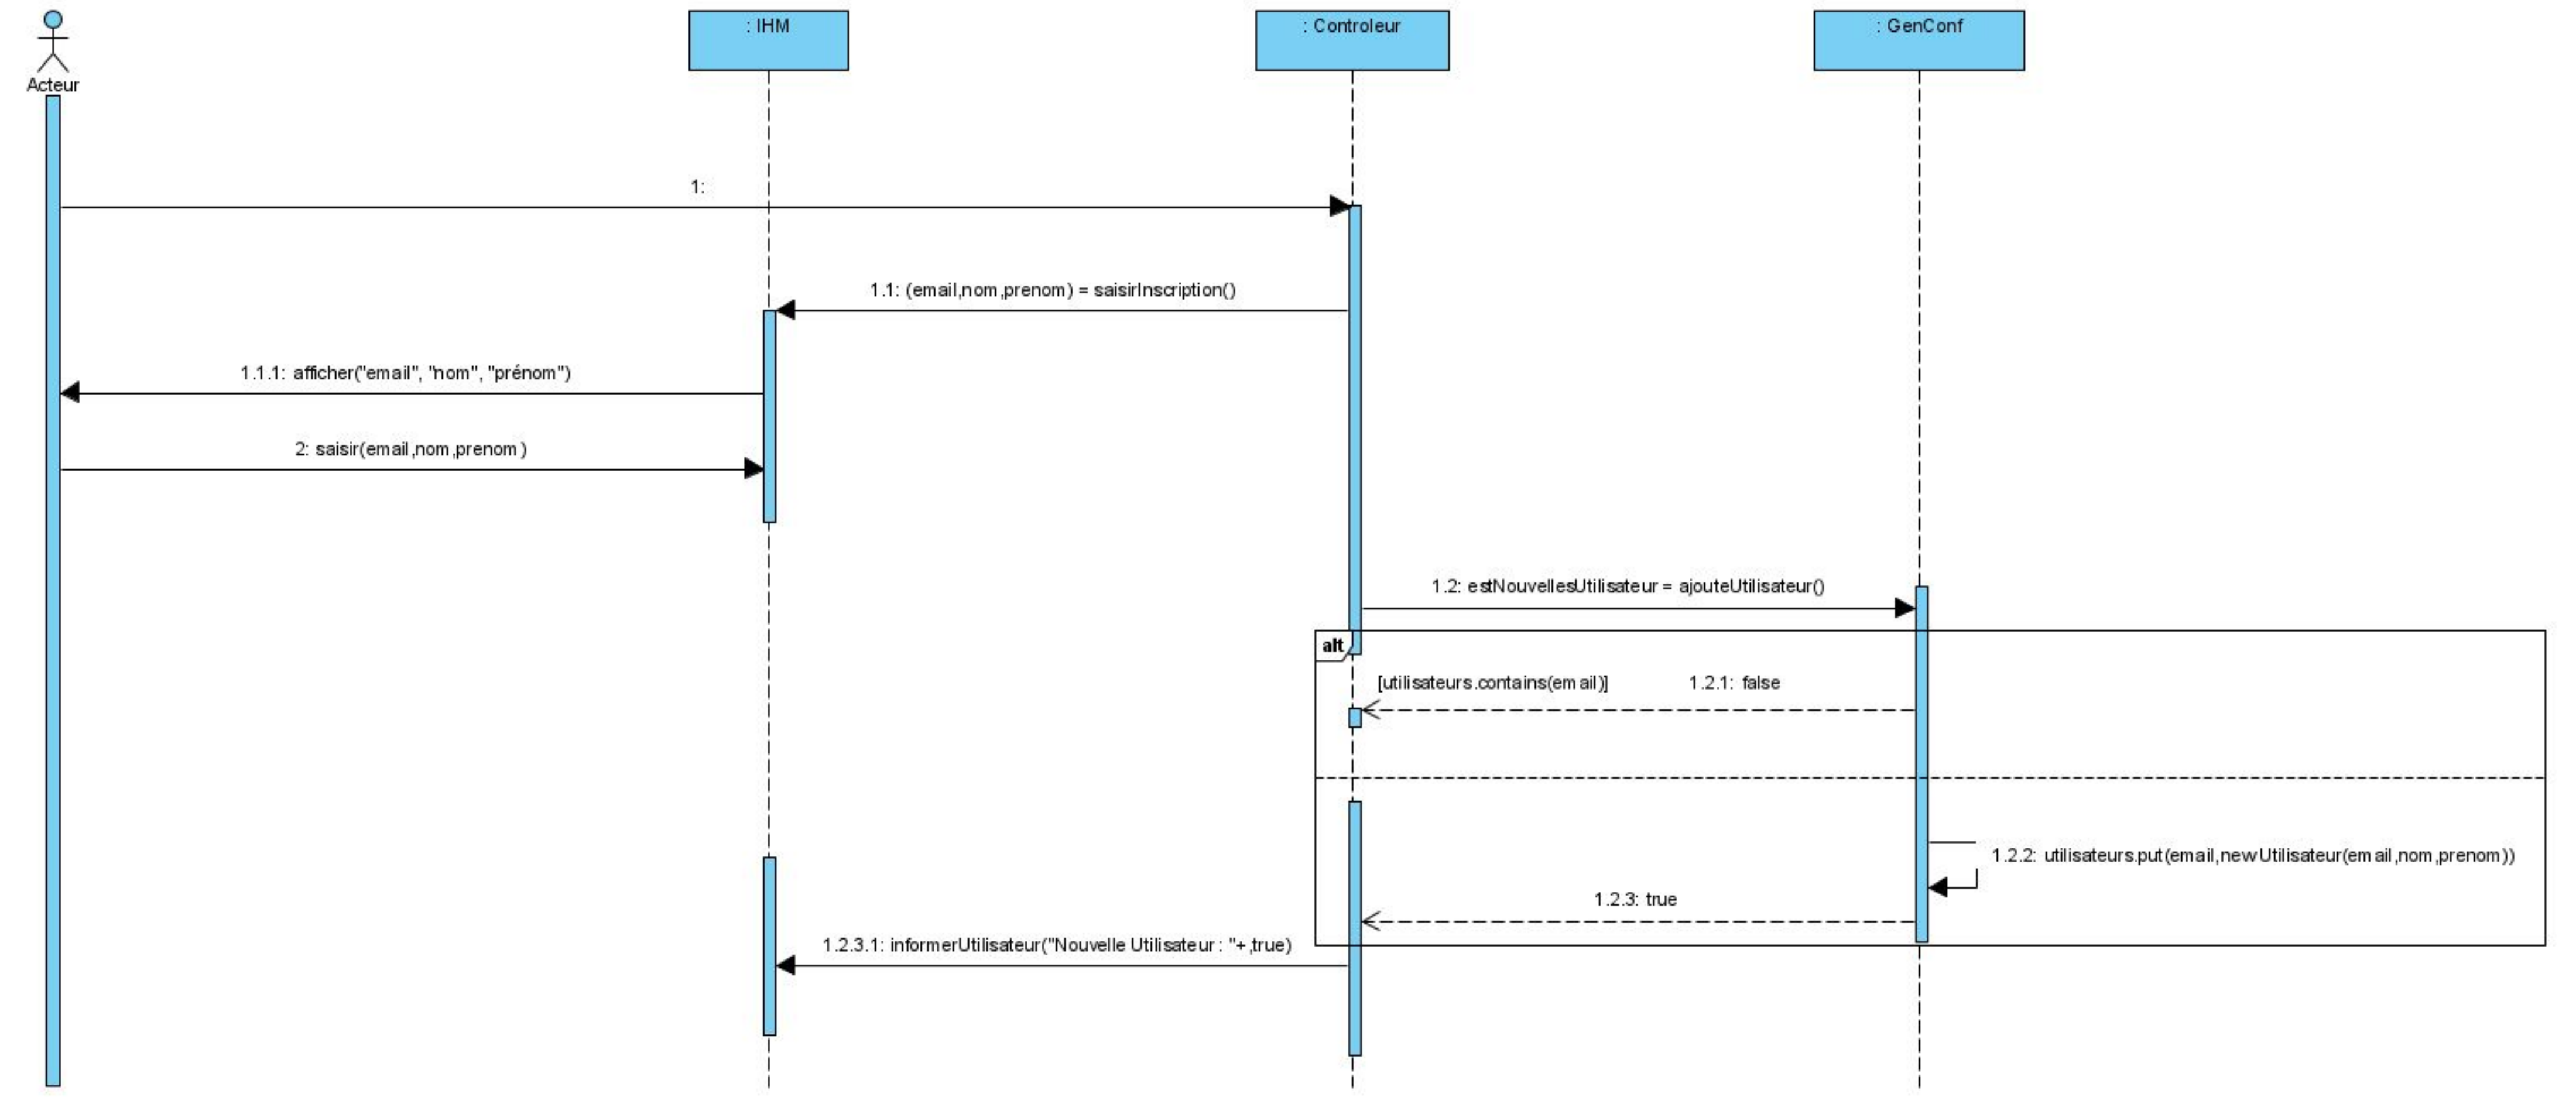 : IHM
: Controleur
: GenConf
Acteur
1:
1.1: (email,nom,prenom) = saisirInscription()
1.1.1: afficher("email", "nom", "prénom")
2: saisir(email,nom,prenom)
1.2: estNouvellesUtilisateur = ajouteUtilisateur()
alt
[utilisateurs.contains(email)]
1.2.1: false
1.2.2: utilisateurs.put(email,newUtilisateur(email,nom,prenom))
1.2.3: true
1.2.3.1: informerUtilisateur("Nouvelle Utilisateur : "+,true)